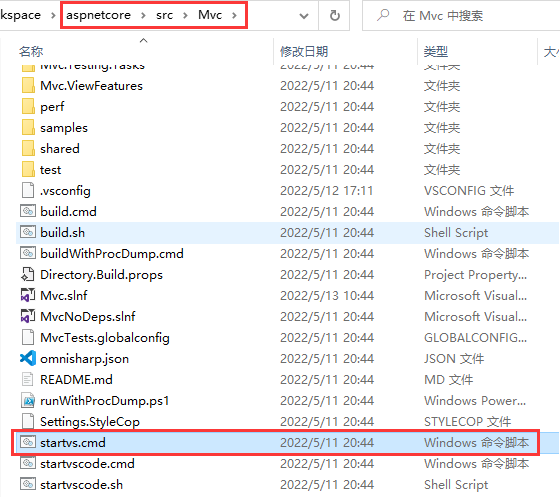 kspace > aspnetcore > src > Mvc > 在 Mvc 中搜索
名称 修改日期 类型 大小
Mvc.Testing.Tasks 2022/5/11 20:44 文件夹
Mvc.ViewFeatures 2022/5/11 20:44 文件夹
perf 2022/5/11 20:44 文件夹
samples 2022/5/11 20:44 文件夹
shared 2022/5/11 20:44 文件夹
test 2022/5/11 20:44 文件夹
.vsconfig 2022/5/12 17:11 VSCONFIG 文件
build.cmd 2022/5/11 20:44 Windows 命令脚本
build.sh 2022/5/11 20:44 Shell Script
buildWithProcDump.cmd 2022/5/11 20:44 Windows 命令脚本
Directory.Build.props 2022/5/11 20:44 Project Property...
Mvc.slnf 2022/5/13 10:44 Microsoft Visual...
MvcNoDeps.slnf 2022/5/11 20:44 Microsoft Visual...
MvcTests.globalconfig 2022/5/11 20:44 GLOBALCONFIG...
omnisharp.json 2022/5/11 20:44 JSON 文件
README.md 2022/5/11 20:44 MD 文件
runWithProcDump.ps1 2022/5/11 20:44 Windows Power...
Settings.StyleCop 2022/5/11 20:44 STYLECOP 文件
startvs.cmd 2022/5/11 20:44 Windows 命令脚本
startvscode.cmd 2022/5/11 20:44 Windows 命令脚本
startvscode.sh 2022/5/11 20:44 Shell Script